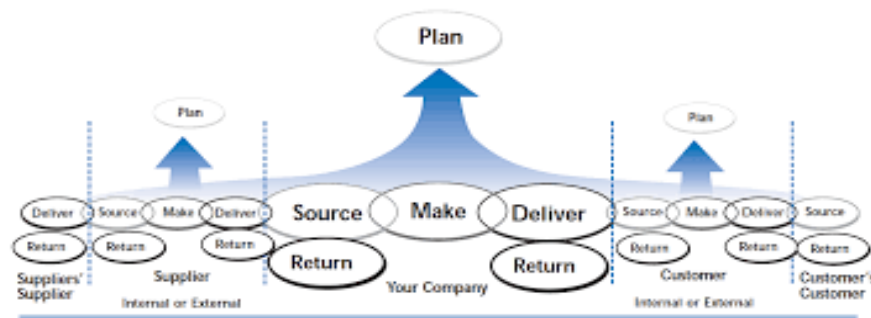 Plan
Plan
Plan
Deliver
Source
Make
Deliver
Source
Make
Deliver
Source
Make
Deliver
Source
Return
Return
Return
Return
Return
Return
Return
Return
Suppliers'
Supplier
Supplier
Internal or External
Your Company
Customer
Internal or External
Customer's
Customer